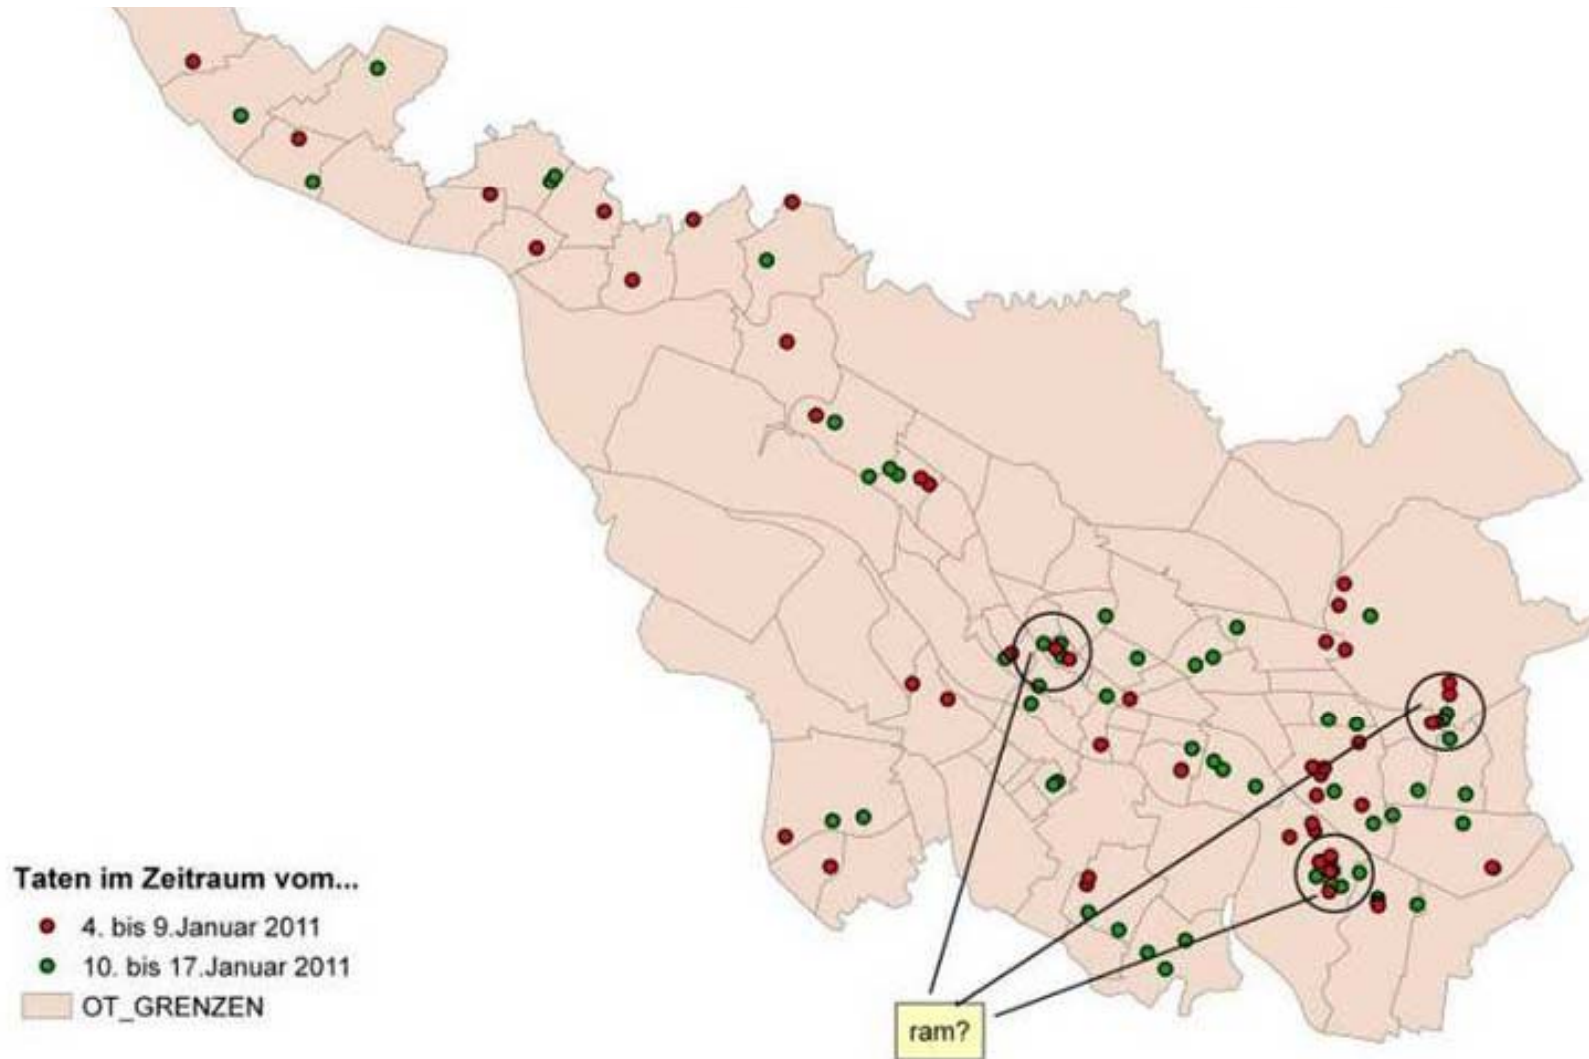 Taten im Zeitraum vom...
4. bis 9.Januar 2011
10. bis 17.Januar 2011
OT_GRENZEN
ram?